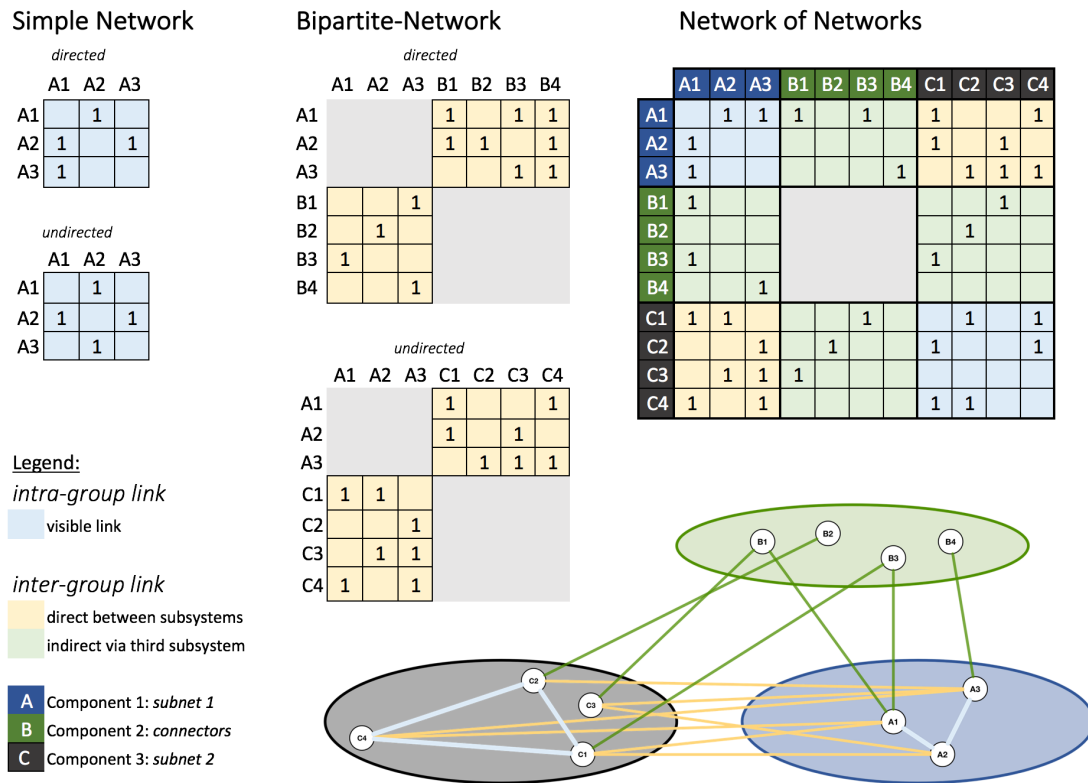 Simple Network
directed
A1 A2 A3
A1 1
A2 1 1
A3 1
undirected
A1 A2 A3
A1 1
A2 1 1
A3 1
Legend:
intra-group link
visible link
inter-group link
direct between subsystems
indirect via third subsystem
A Component 1: subnet 1
B Component 2: connectors
C Component 3: subnet 2
Bipartite-Network
directed
A1 A2 A3 B1 B2 B3 B4
A1 1 1 1
A2 1 1 1
A3 1 1
B1 1
B2 1
B3 1
B4 1
undirected
A1 A2 A3 C1 C2 C3 C4
A1 1 1
A2 1 1
A3 1 1 1
C1 1 1
C2 1
C3 1 1
C4 1 1
Network of Networks
A1 A2 A3 B1 B2 B3 B4 C1 C2 C3 C4
A1 1 1 1 1 1 1
A2 1 1 1
A3 1 1 1 1 1
B1 1 1
B2 1
B3 1 1
B4 1
C1 1 1 1 1 1
C2 1 1 1 1
C3 1 1 1
C4 1 1 1 1
B1
B2
B3
B4
C2
C3
C4
C1
A3
A1
A2